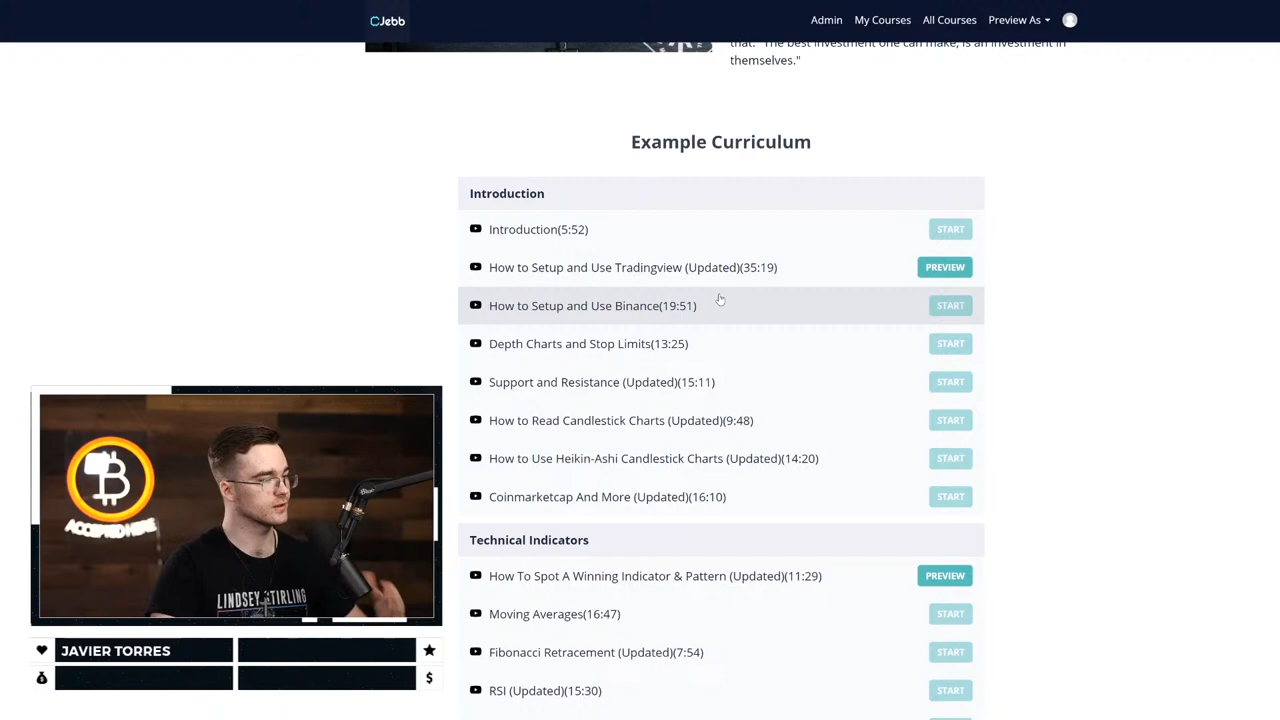 Jebb
Admin
My Courses
All Courses
Preview As
that: "The best investment one can make, is an investment in
themselves."
Example Curriculum
Introduction
Introduction(5:52)
START
How to Setup and Use Tradingview (Updated)(35:19)
PREVIEW
How to Setup and Use Binance(19:51)
START
Depth Charts and Stop Limits(13:25)
START
Support and Resistance (Updated)(15:11)
START
How to Read Candlestick Charts (Updated)(9:48)
START
How to Use Heikin-Ashi Candlestick Charts (Updated)(14:20)
START
Coinmarketcap And More (Updated)(16:10)
START
Technical Indicators
How To Spot A Winning Indicator & Pattern (Updated)(11:29)
PREVIEW
Moving Averages(16:47)
START
Fibonacci Retracement (Updated)(7:54)
START
RSI (Updated)(15:30)
START
B
ACCEPTED HERE
LINDSEY STIRLING
JAVIER TORRES
$